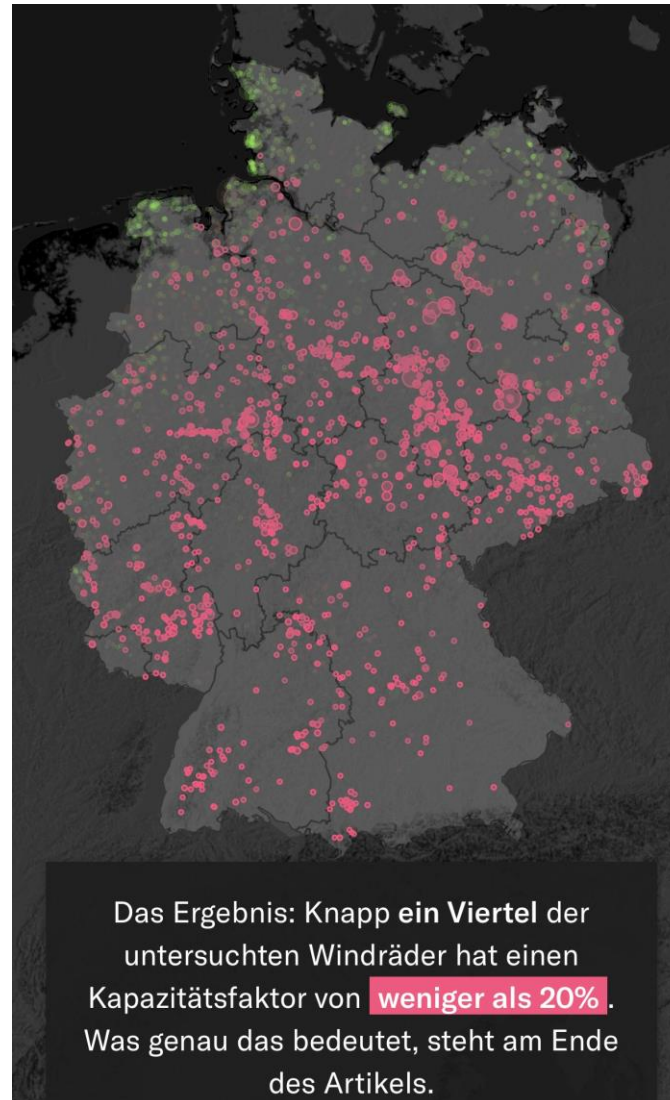 Das Ergebnis: Knapp ein Viertel der
untersuchten Windräder hat einen
Kapazitätsfaktor von weniger als 20%.
Was genau das bedeutet, steht am Ende
des Artikels.